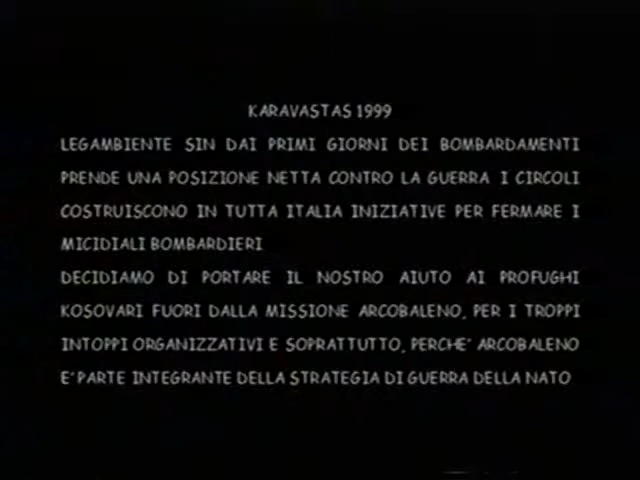 KARAVASTAS 1999
LEGAMBIENTE SIN DAI PRIMI GIORNI DEI BOMBARDAMENTI
PRENDE UNA POSIZIONE NETTA CONTRO LA GUERRA I CIRCOLI
COSTRUISCONO IN TUTTA ITALIA INIZIATIVE PER FERMARE I
MICIDIALI BOMBARDIERI
DECIDIAMO DI PORTARE IL NOSTRO AIUTO AI PROFUGHI
KOSOVARI FUORI DALLA MISSIONE ARCOBALENO, PER I TROPPI
INTOPPI ORGANIZZATIVI E SOPRATTUTTO, PERCHE' ARCOBALENO
E' PARTE INTEGRANTE DELLA STRATEGIA DI GUERRA DELLA NATO